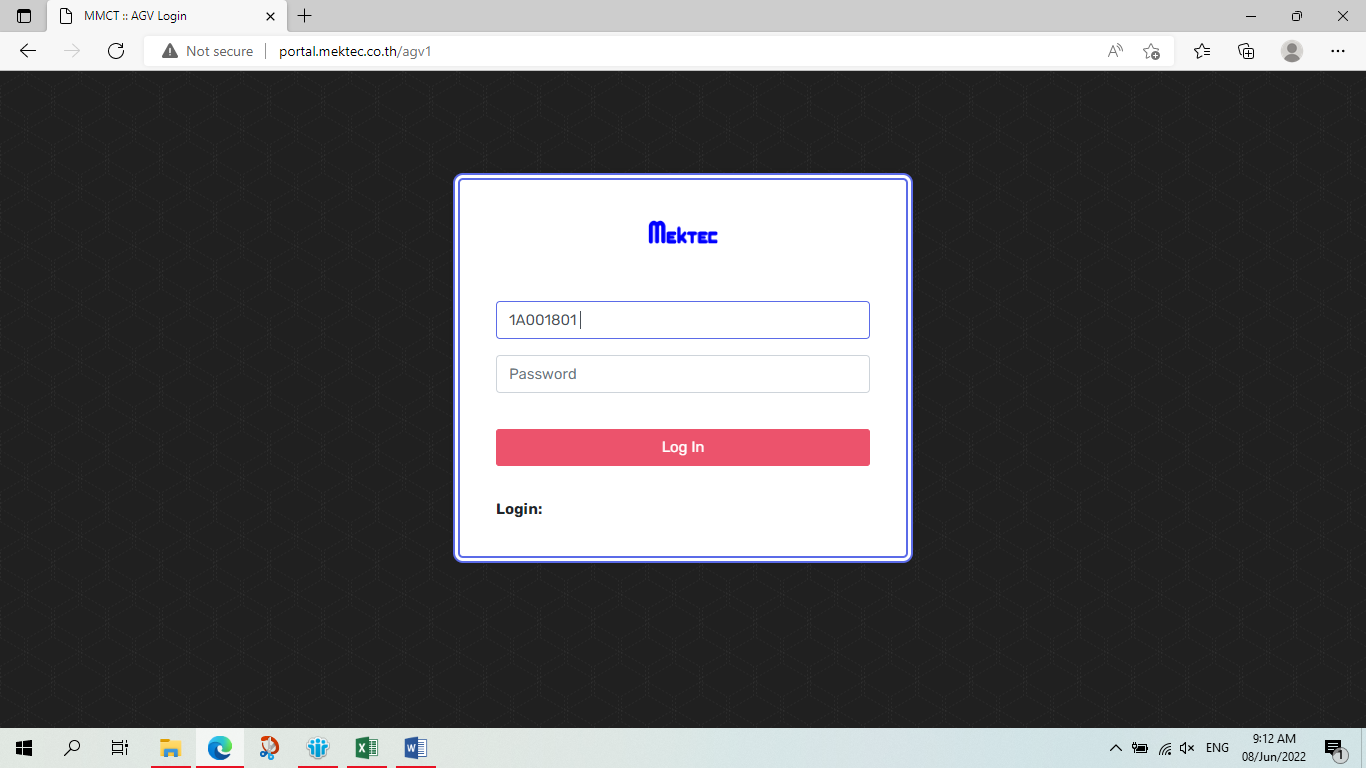 MMCT :: AGV Login
Not secure
portal.mektec.co.th/agv1
Mektec
1A001801
Password
Log In
Login:
ENG
9:12 AM
08/Jun/2022
1